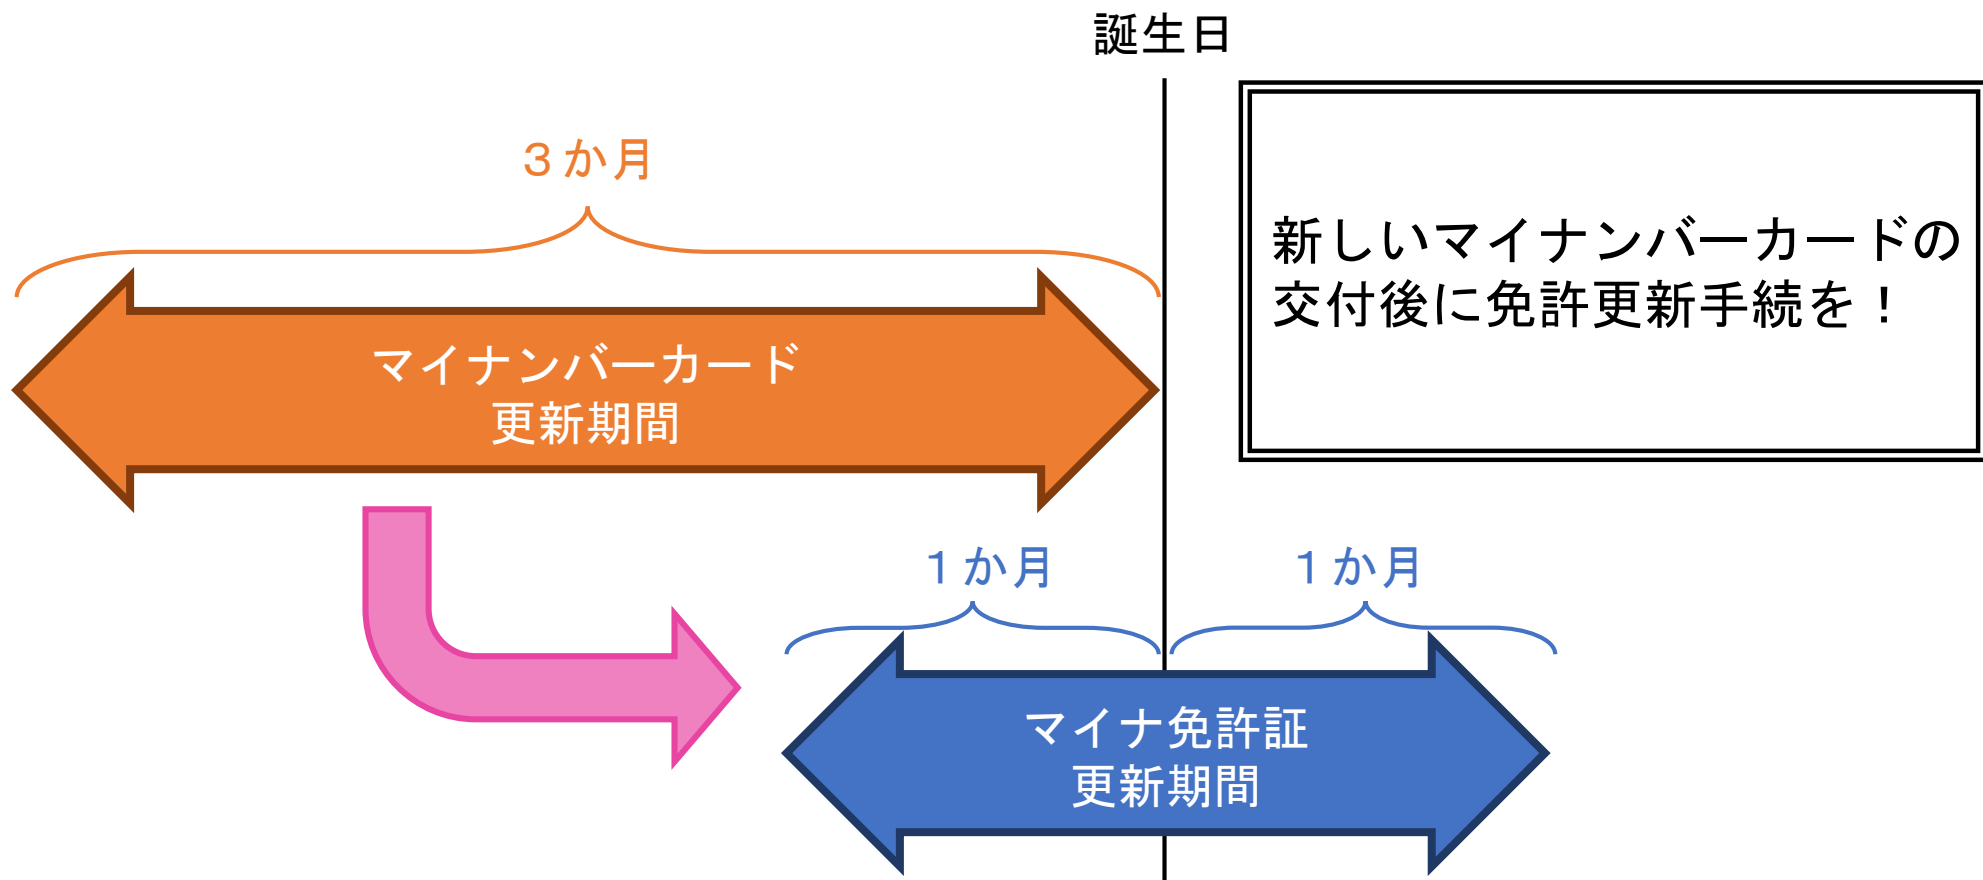 誕生日
３か月
新しいマイナンバーカードの
交付後に免許更新手続を！
マイナンバーカード
更新期間
１か月
１か月
マイナ免許証
更新期間